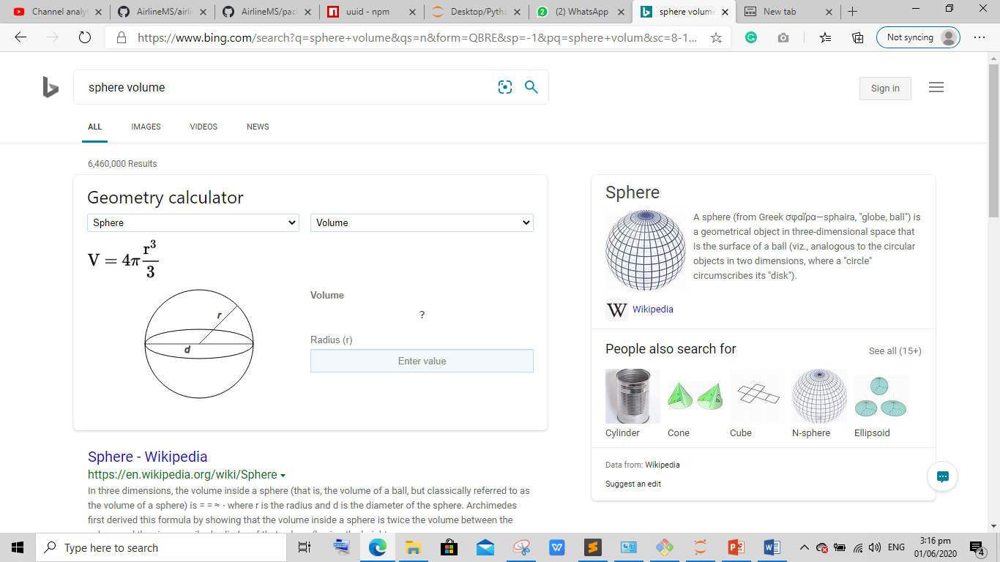 Channel analy
AirlineMS/airlin
AirlineMS/pac
uuid - npm
Desktop/Pytho
(2) WhatsApp
sphere volume
New tab
https://www.bing.com/search?q=sphere+volume&qs=n&form=QBRE&sp=-1&pq=sphere+volum&sc=8-1...
Not syncing
sphere volume
Sign in
ALL
IMAGES
VIDEOS
NEWS
6,460,000 Results
Geometry calculator
Sphere
Volume
V = 4π r³/3
r
d
Volume
?
Radius (r)
Enter value
Sphere - Wikipedia
https://en.wikipedia.org/wiki/Sphere
In three dimensions, the volume inside a sphere (that is, the volume of a ball, but classically referred to as
the volume of a sphere) is = = ≈ · where r is the radius and d is the diameter of the sphere. Archimedes
first derived this formula by showing that the volume inside a sphere is twice the volume between the
Sphere
A sphere (from Greek σφαῖρα—sphaira, "globe, ball") is
a geometrical object in three-dimensional space that
is the surface of a ball (viz., analogous to the circular
objects in two dimensions, where a "circle"
circumscribes its "disk").
W Wikipedia
People also search for
See all (15+)
Cylinder
Cone
Cube
N-sphere
Ellipsoid
Data from: Wikipedia
Suggest an edit
Type here to search
ENG
3:16 pm
01/06/2020
4